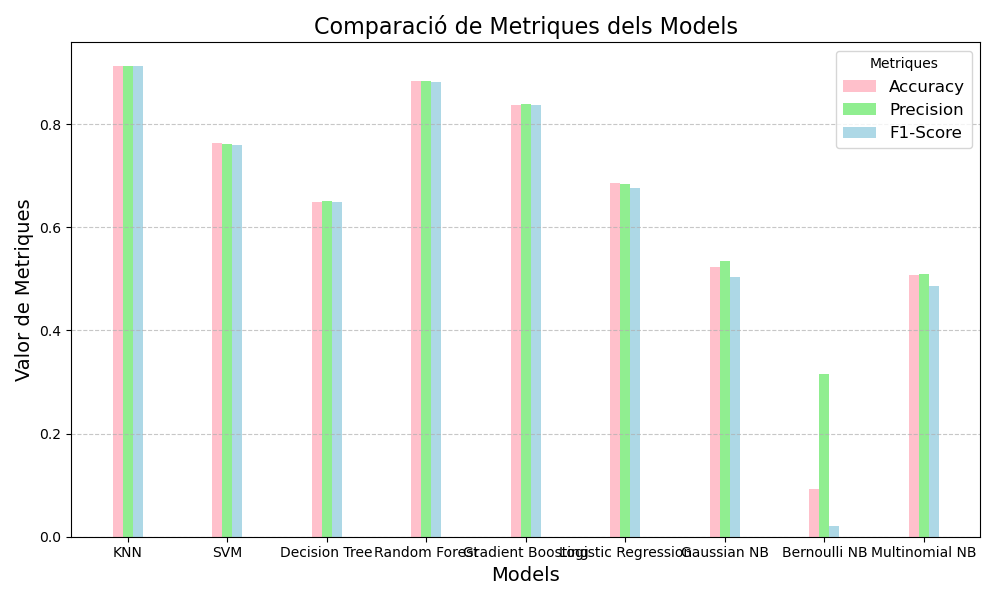 Comparació de Metriques dels Models
Metriques
Accuracy
Precision
F1-Score
Valor de Metriques
0.8
0.6
0.4
0.2
0.0
KNN SVM Decision Tree Random Forest Gradient Boosting Logistic Regression Gaussian NB Bernoulli NB Multinomial NB
Models